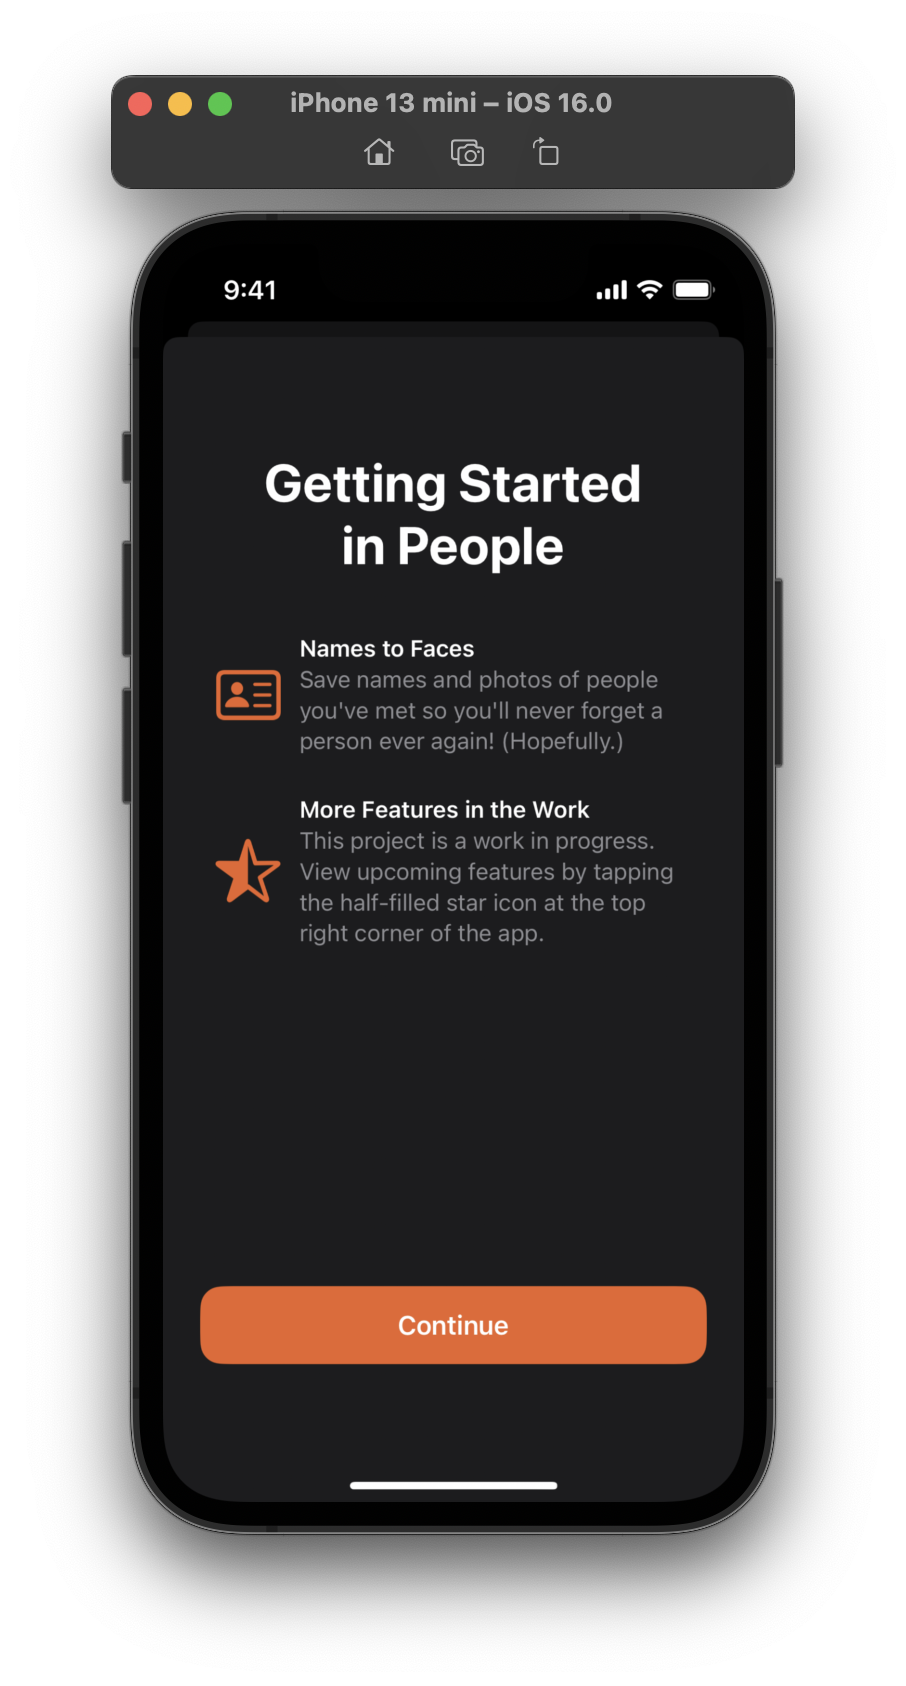 iPhone 13 mini – iOS 16.0
9:41
Getting Started
in People
Names to Faces
Save names and photos of people
you've met so you'll never forget a
person ever again! (Hopefully.)
More Features in the Work
This project is a work in progress.
View upcoming features by tapping
the half-filled star icon at the top
right corner of the app.
Continue